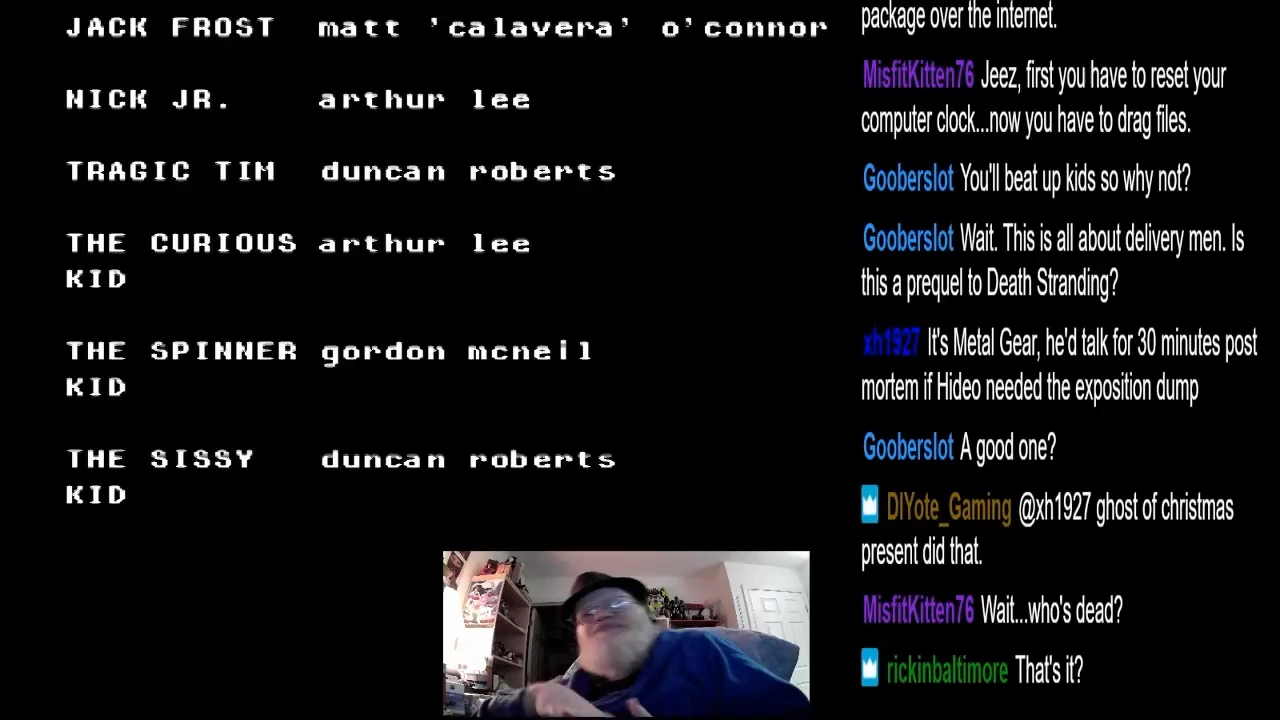 JACK FROST matt 'calavera' o'connor
NICK JR. arthur lee
TRAGIC TIM duncan roberts
THE CURIOUS arthur lee
KID
THE SPINNER gordon mcneil
KID
THE SISSY duncan roberts
KID
package over the internet.
MisfitKitten76 Jeez, first you have to reset your
computer clock...now you have to drag files.
Gooberslot You'll beat up kids so why not?
Gooberslot Wait. This is all about delivery men. Is
this a prequel to Death Stranding?
xh1927 It's Metal Gear, he'd talk for 30 minutes post
mortem if Hideo needed the exposition dump
Gooberslot A good one?
DIYote_Gaming @xh1927 ghost of christmas
present did that.
MisfitKitten76 Wait...who's dead?
rickinbaltimore That's it?